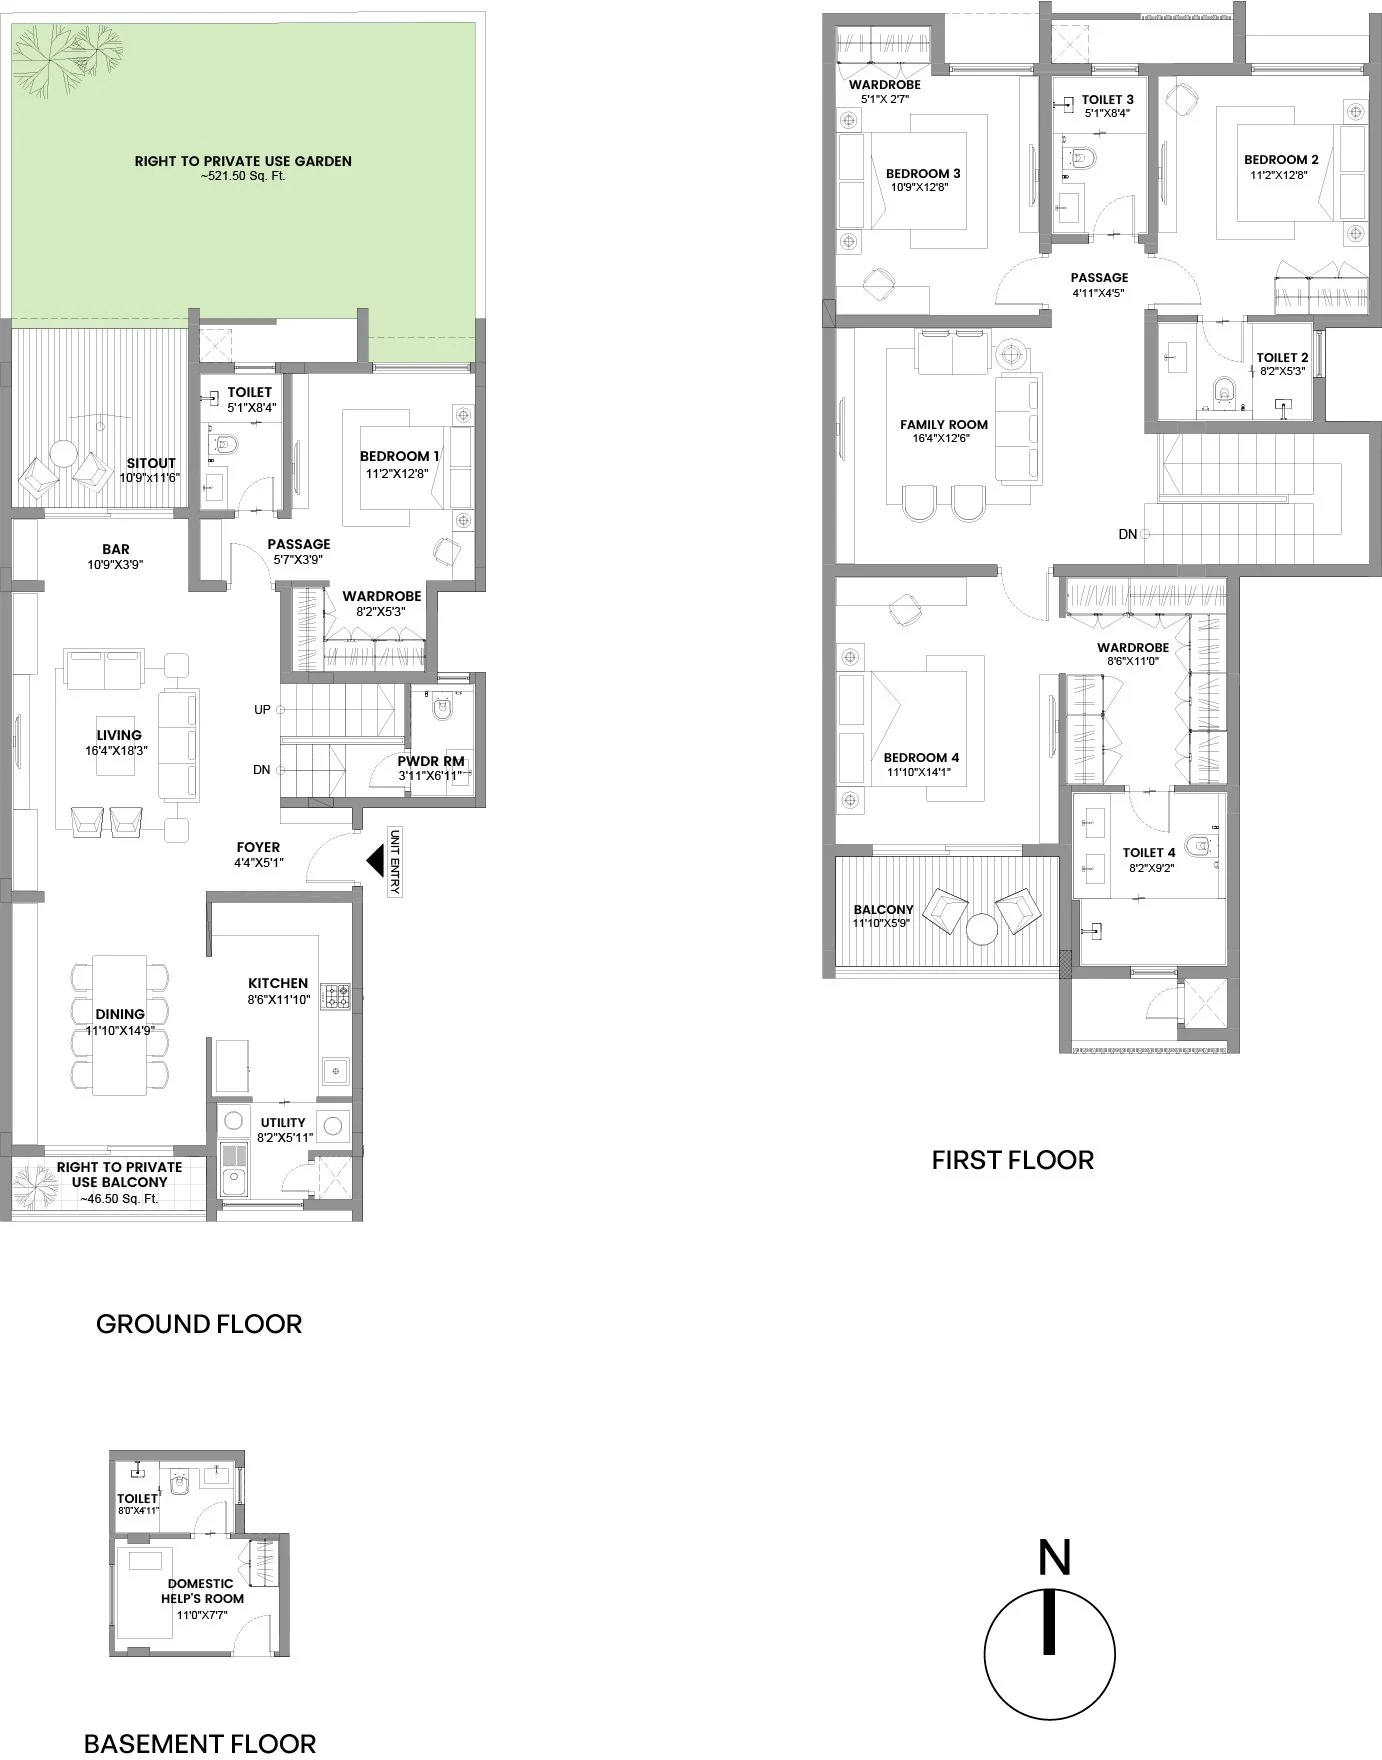 RIGHT TO PRIVATE USE GARDEN
~521.50 Sq. Ft.
TOILET
5'1"X8'4"
BEDROOM 1
11'2"X12'8"
SITOUT
10'9"X11'6"
BAR
10'9"X3'9"
PASSAGE
5'7"X3'9"
WARDROBE
8'2"X5'3"
UP
LIVING
16'4"X18'3"
DN
PWDR RM
3'11"X6'11"
FOYER
4'4"X5'1"
UNIT ENTRY
KITCHEN
8'6"X11'10"
DINING
11'10"X14'9"
UTILITY
8'2"X5'11"
RIGHT TO PRIVATE
USE BALCONY
~46.50 Sq. Ft.
GROUND FLOOR
WARDROBE
5'1"X 2'7"
TOILET 3
5'1"X8'4"
BEDROOM 3
10'9"X12'8"
BEDROOM 2
11'2"X12'8"
PASSAGE
4'11"X4'5"
TOILET 2
8'2"X5'3"
FAMILY ROOM
16'4"X12'6"
DN
WARDROBE
8'6"X11'0"
BEDROOM 4
11'10"X14'1"
TOILET 4
8'2"X9'2"
BALCONY
11'10"X5'9"
FIRST FLOOR
TOILET
8'0"X4'11"
DOMESTIC
HELP'S ROOM
11'0"X7'7"
BASEMENT FLOOR
N